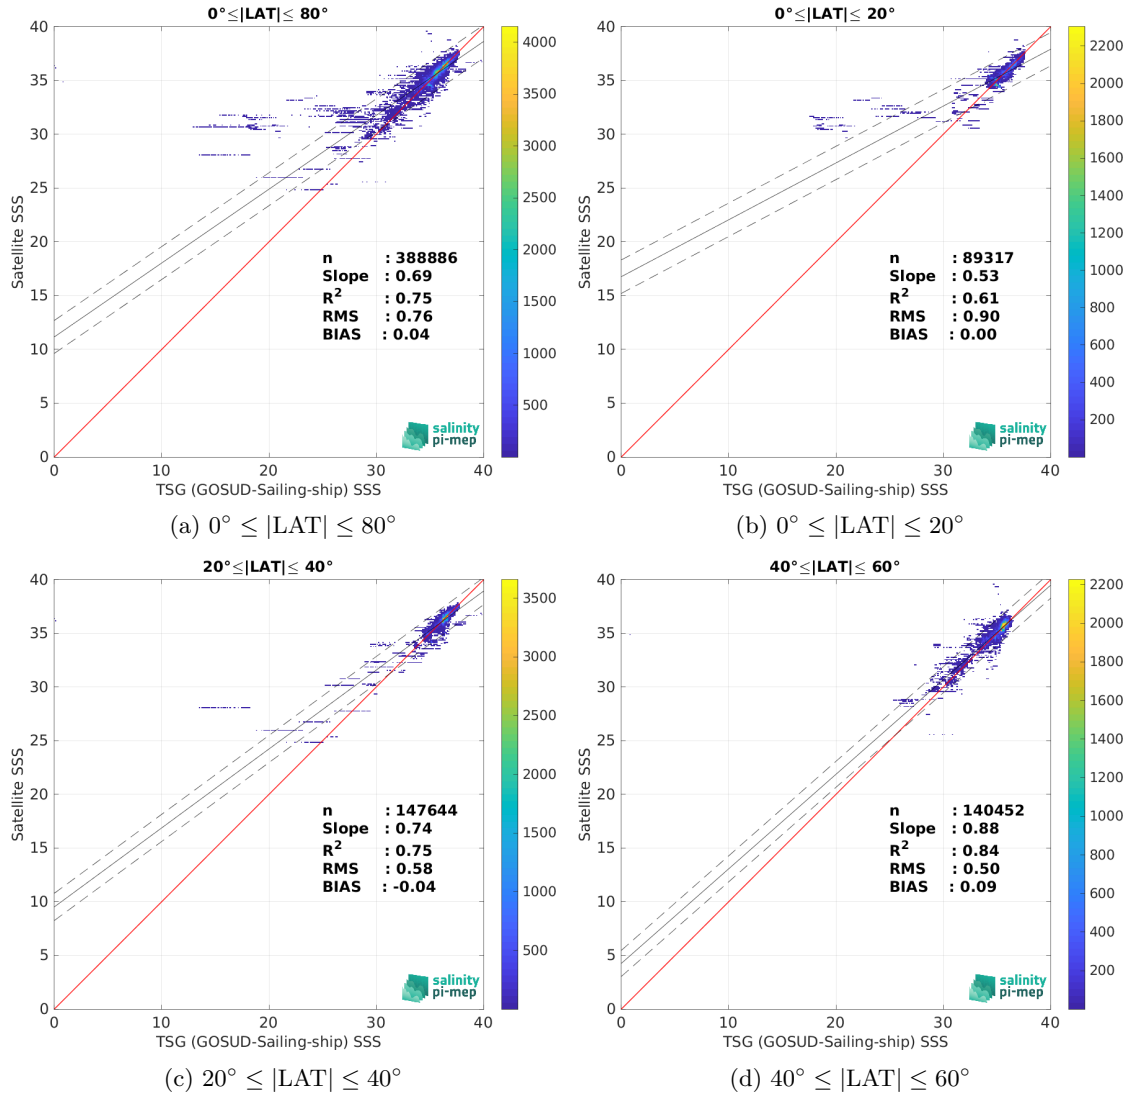 0°≤|LAT|≤ 80°
40
35
30
25
20
15
10
5
0
Satellite SSS
n : 388886
Slope : 0.69
R² : 0.75
RMS : 0.76
BIAS : 0.04
salinity
pi-mep
0 10 20 30 40
TSG (GOSUD-Sailing-ship) SSS
4000
3500
3000
2500
2000
1500
1000
500
(a) 0° ≤ |LAT| ≤ 80°
0°≤|LAT|≤ 20°
40
35
30
25
20
15
10
5
0
Satellite SSS
n : 89317
Slope : 0.53
R² : 0.61
RMS : 0.90
BIAS : 0.00
salinity
pi-mep
0 10 20 30 40
TSG (GOSUD-Sailing-ship) SSS
2200
2000
1800
1600
1400
1200
1000
800
600
400
200
(b) 0° ≤ |LAT| ≤ 20°
20°≤|LAT|≤ 40°
40
35
30
25
20
15
10
5
0
Satellite SSS
n : 147644
Slope : 0.74
R² : 0.75
RMS : 0.58
BIAS : -0.04
salinity
pi-mep
0 10 20 30 40
TSG (GOSUD-Sailing-ship) SSS
3500
3000
2500
2000
1500
1000
500
(c) 20° ≤ |LAT| ≤ 40°
40°≤|LAT|≤ 60°
40
35
30
25
20
15
10
5
0
Satellite SSS
n : 140452
Slope : 0.88
R² : 0.84
RMS : 0.50
BIAS : 0.09
salinity
pi-mep
0 10 20 30 40
TSG (GOSUD-Sailing-ship) SSS
2200
2000
1800
1600
1400
1200
1000
800
600
400
200
(d) 40° ≤ |LAT| ≤ 60°